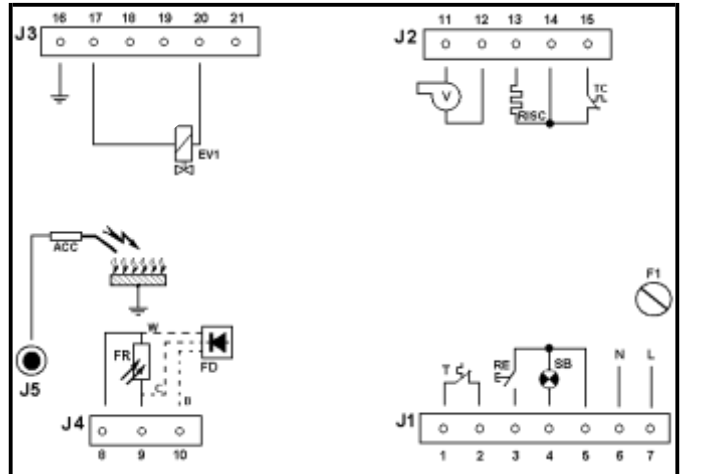 16 17 18 19 20 21
J3
11 12 13 14 15
J2
V
RISC
TC
EV1
ACC
F1
W
FR
FD
C
B
J5
T
RE
SB
N
L
J4
8 9 10
J1
1 2 3 4 5 6 7